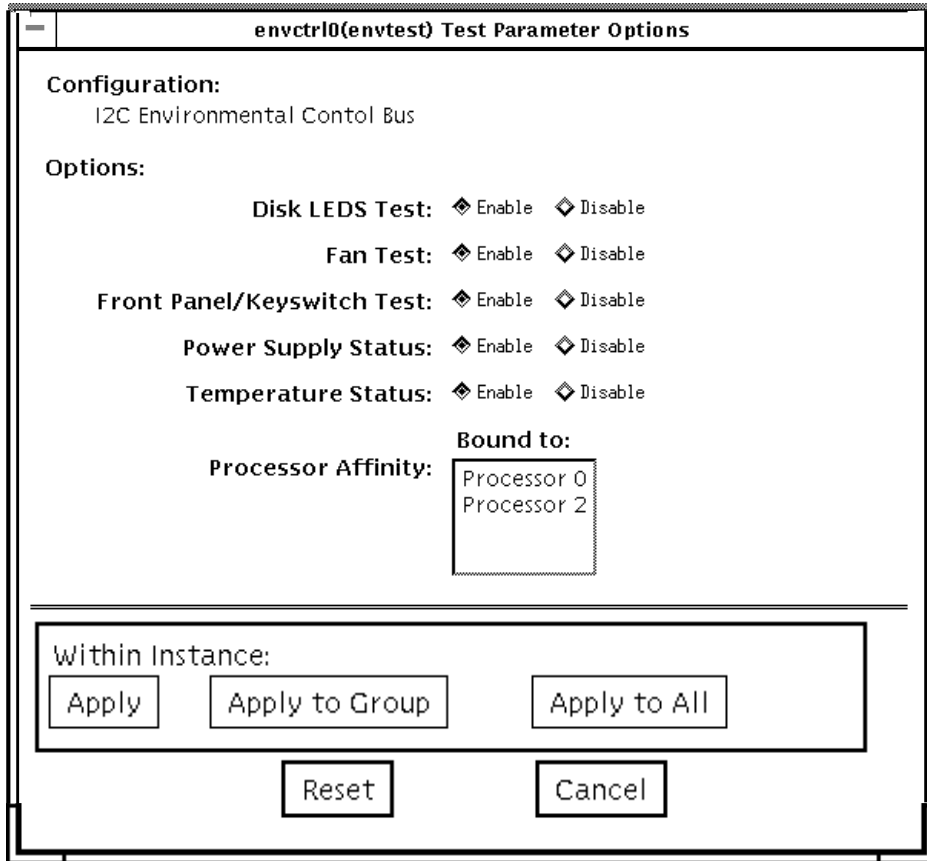 envctrl0(envtest) Test Parameter Options
Configuration:
I2C Environmental Contol Bus
Options:
Disk LEDS Test: Enable Disable
Fan Test: Enable Disable
Front Panel/Keyswitch Test: Enable Disable
Power Supply Status: Enable Disable
Temperature Status: Enable Disable
Bound to:
Processor Affinity:
Processor 0
Processor 2
Within Instance:
Apply Apply to Group Apply to All
Reset Cancel